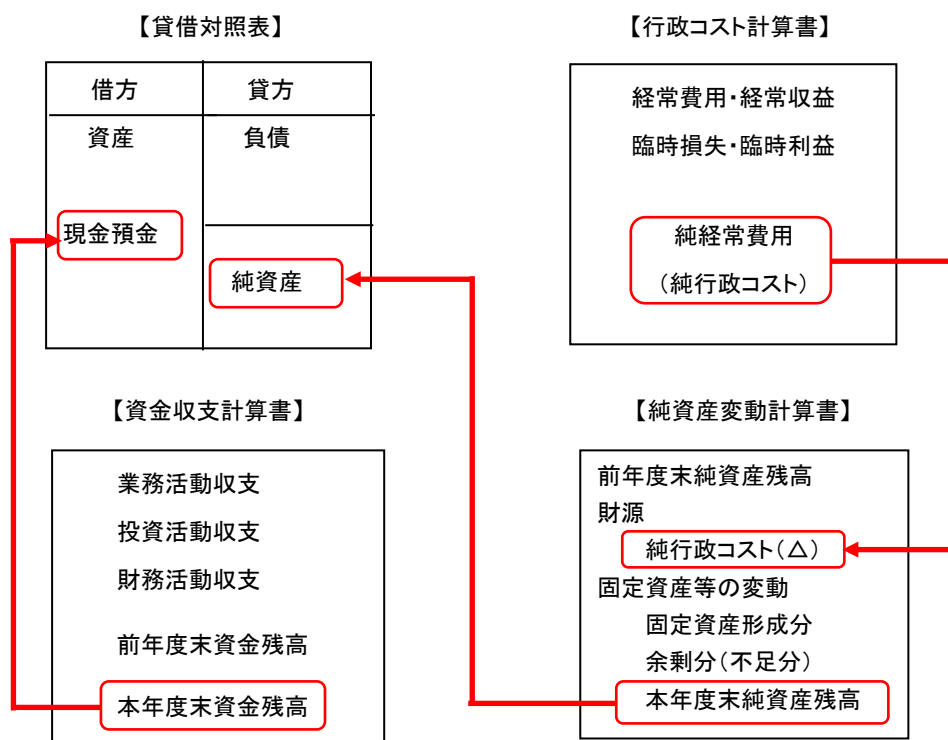 【貸借対照表】
借方
貸方
資産
負債
現金預金
純資産
【行政コスト計算書】
経常費用・経常収益
臨時損失・臨時利益
純経常費用
（純行政コスト）
【資金収支計算書】
業務活動収支
投資活動収支
財務活動収支
前年度末資金残高
本年度末資金残高
【純資産変動計算書】
前年度末純資産残高
財源
純行政コスト（△）
固定資産等の変動
固定資産形成分
余剰分（不足分）
本年度末純資産残高